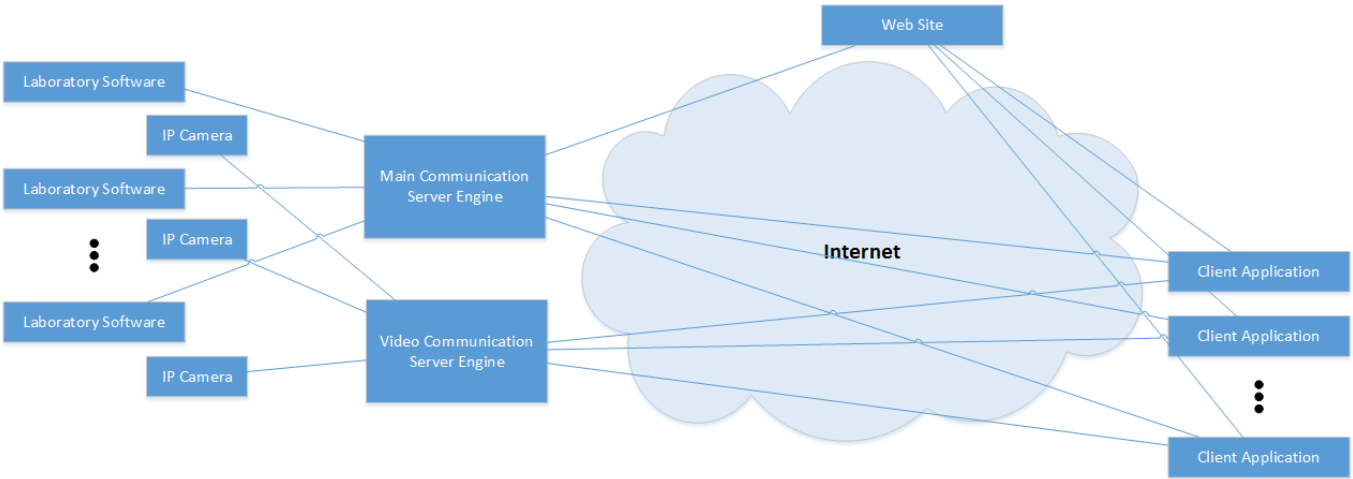 Web Site
Laboratory Software
IP Camera
Main Communication
Server Engine
Laboratory Software
IP Camera
Internet
Client Application
Laboratory Software
Video Communication
Server Engine
Client Application
IP Camera
Client Application